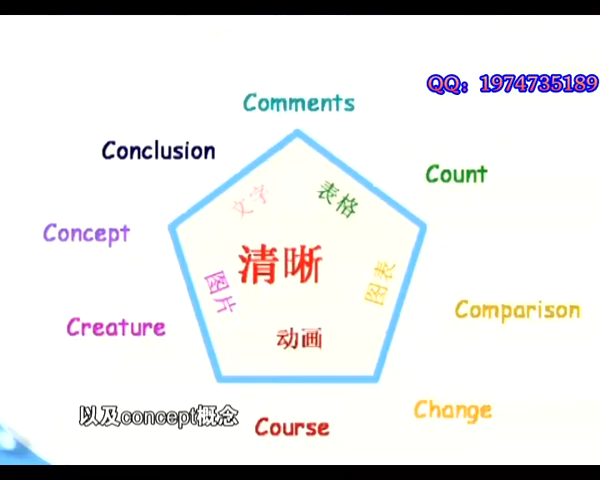 QQ：1974735189
Comments
Conclusion
Count
文字
表格
Concept
清晰
图片
图表
Comparison
Creature
动画
Change
以及concept概念
Course